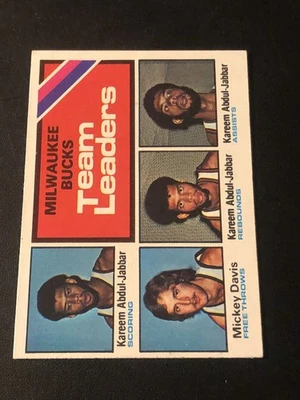 MILWAUKEE
BUCKS
Team
Leaders
Kareem Abdul-Jabbar
SCORING
Kareem Abdul-Jabbar
ASSISTS
Kareem Abdul-Jabbar
REBOUNDS
Mickey Davis
FREE THROWS